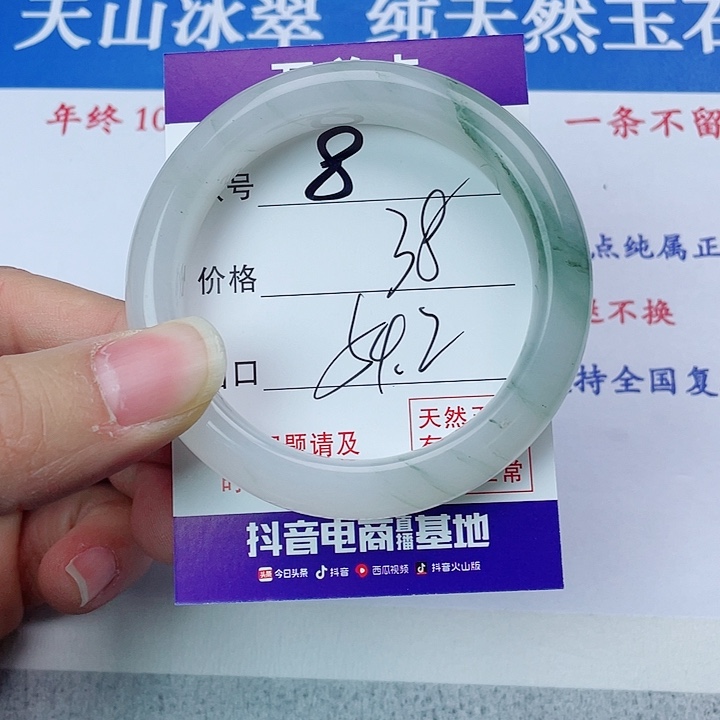 天山冰翠 纯天然玉石
年终10
一条不留
号 8
价格 38
口 54.2
点纯属正
不换
持全国复
题请及
天然
有
常
抖音电商直播基地
头条 今日头条 抖音 西瓜视频 抖音火山版